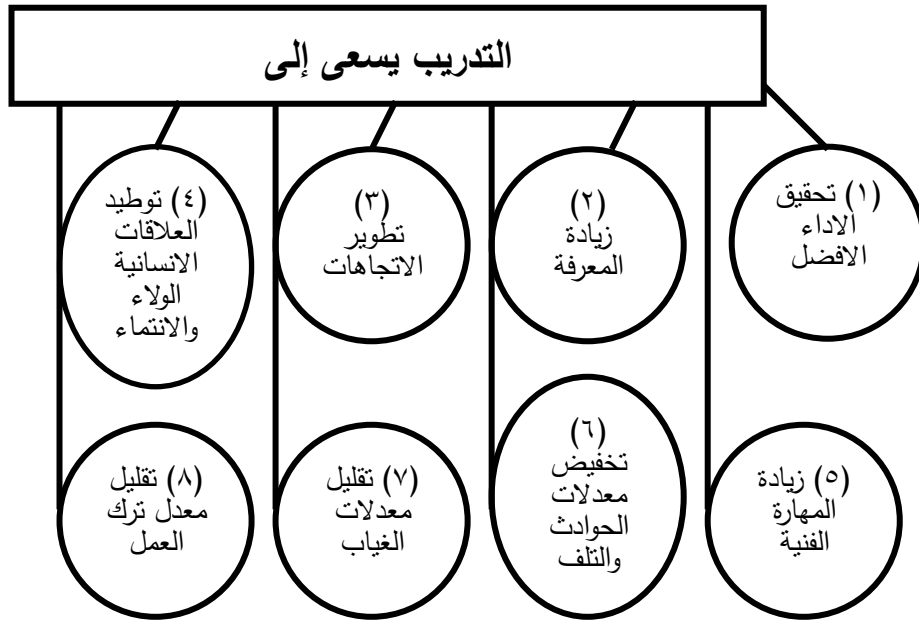 التدريب يسعى إلى
(١) تحقيق
الاداء
الافضل
(٢)
زيادة
المعرفة
(٣)
تطوير
الاتجاهات
(٤) توطيد
العلاقات
الانسانية
الولاء
والانتماء
(٥) زيادة
المهارة
الفنية
(٦)
تخفيض
معدلات
الحوادث
والتلف
(٧) تقليل
معدلات
الغياب
(٨) تقليل
معدل ترك
العمل